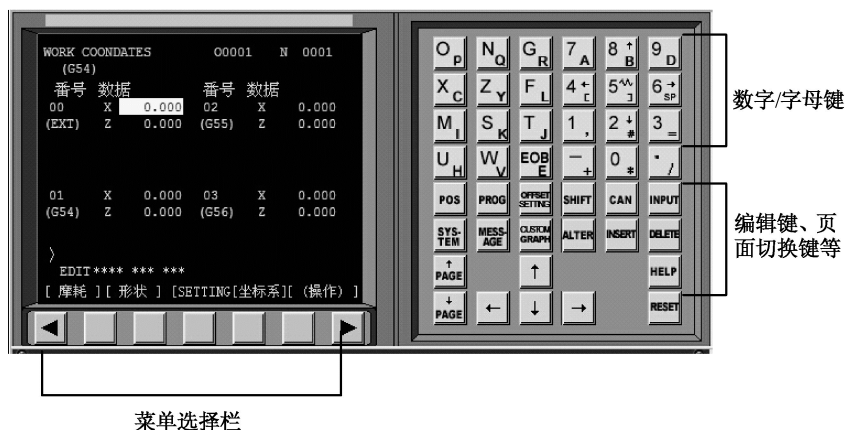 WORK COONDATES O0001 N 0001
(G54)
番号 数据 番号 数据
00 X 0.000 02 X 0.000
(EXT) Z 0.000 (G55) Z 0.000
01 X 0.000 03 X 0.000
(G54) Z 0.000 (G56) Z 0.000
〉
EDIT**** *** ***
[ 摩耗 ][ 形状 ] [SETTING[坐标系][ (操作) ]
O P N Q G R 7 A 8 ↑ B 9 D
X C Z Y F L 4 ← [ 5 ] 6 → SP
M I S K T J 1 , 2 ↓ # 3 =
U H W V EOB E - + 0 * . /
POS PROG OFFSET SETTING SHIFT CAN INPUT
SYS-TEM MESS-AGE CUSTOM GRAPH ALTER INSERT DELETE
↑ PAGE ↑ HELP
↓ PAGE ← ↓ → RESET
◀ ▶
数字/字母键
编辑键、页
面切换键等
菜单选择栏